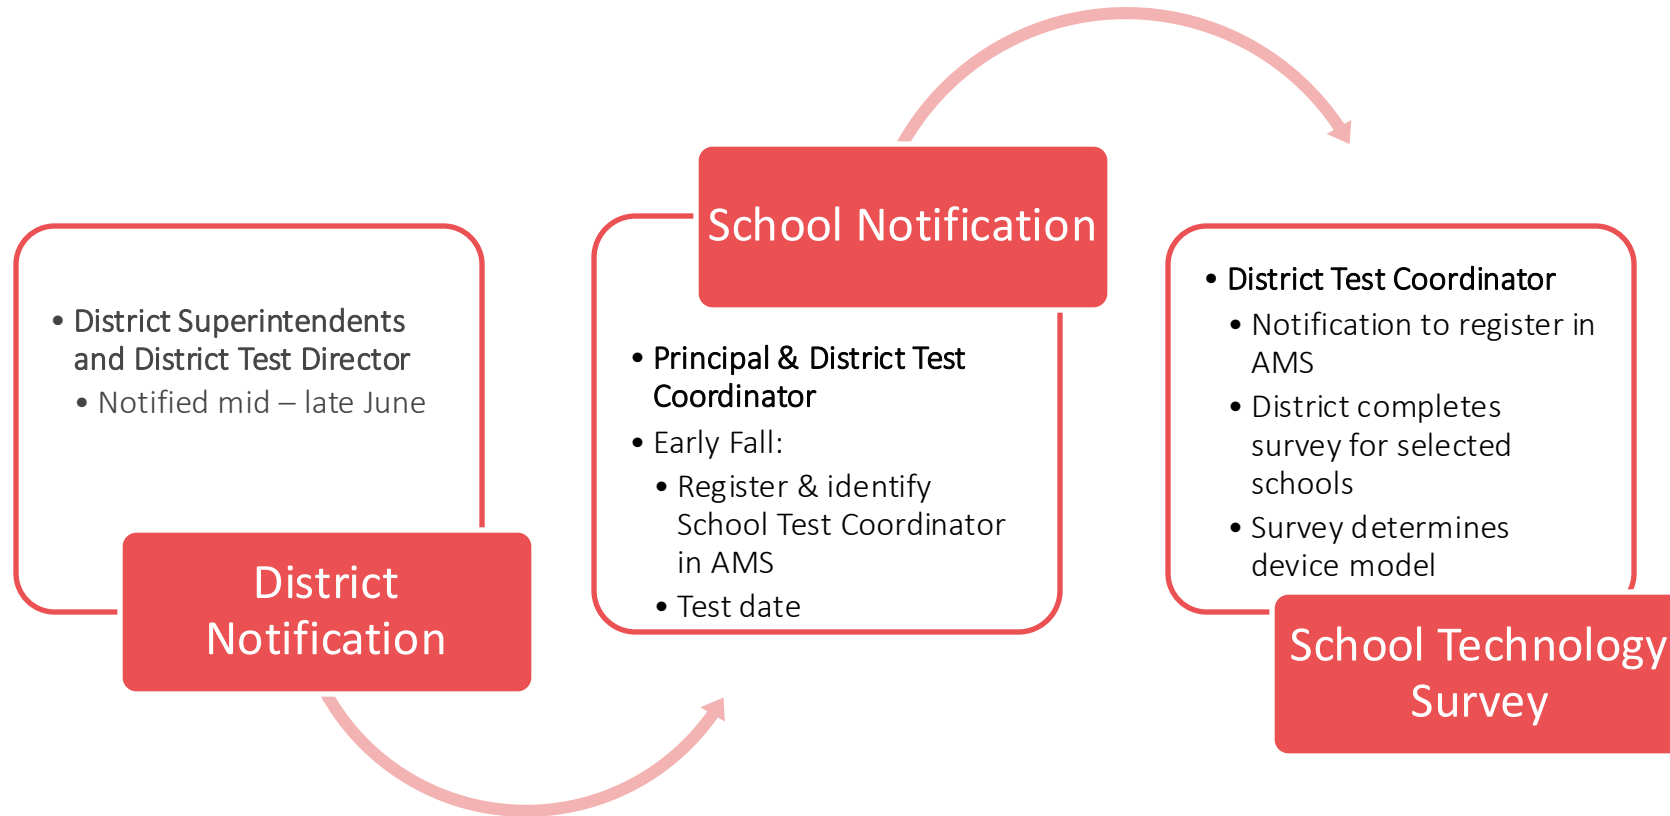 • District Superintendents
and District Test Director
• Notified mid – late June
District
Notification
School Notification
• Principal & District Test
Coordinator
• Early Fall:
• Register & identify
School Test Coordinator
in AMS
• Test date
• District Test Coordinator
• Notification to register in
AMS
• District completes
survey for selected
schools
• Survey determines
device model
School Technology
Survey